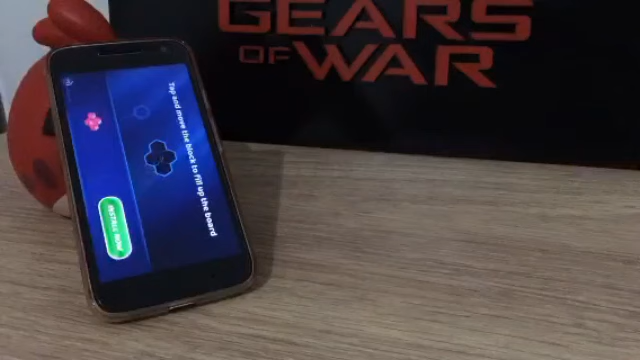 GEARS
OF WAR
Tap and move the block to fill up the board
INSTALL NOW